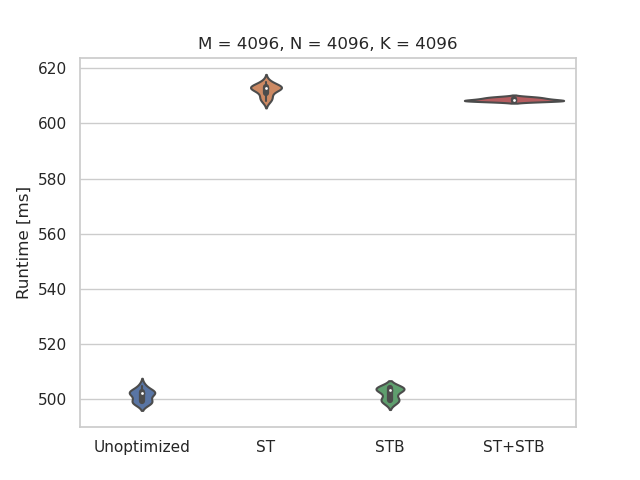 M = 4096, N = 4096, K = 4096
Runtime [ms]
620
600
580
560
540
520
500
Unoptimized ST STB ST+STB